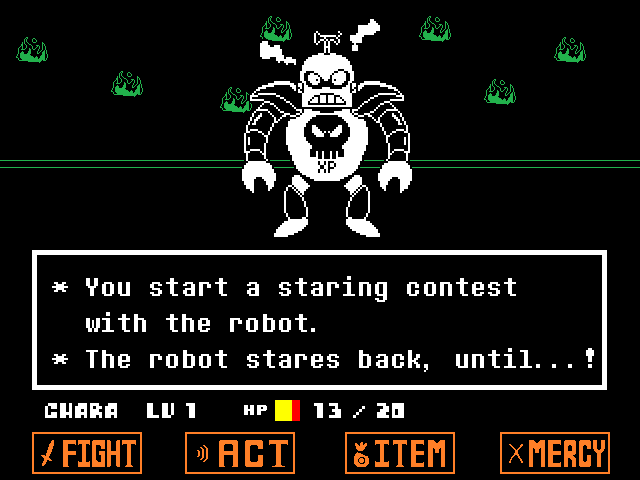 XP
* You start a staring contest
with the robot.
* The robot stares back, until...!
CHARA LV 1 HP 13 / 20
FIGHT ACT ITEM MERCY